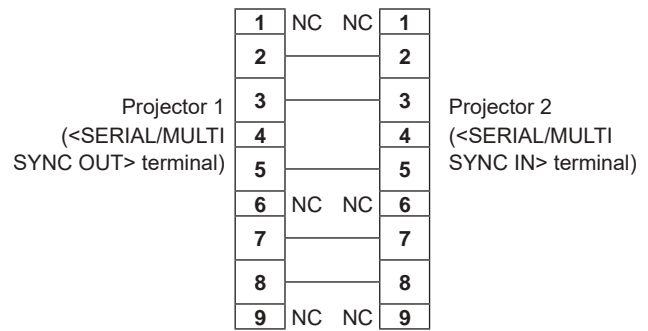 1 NC NC 1
2 2
3 3
Projector 1
(<SERIAL/MULTI
SYNC OUT> terminal)
Projector 2
(<SERIAL/MULTI
SYNC IN> terminal)
4 4
5 5
6 NC NC 6
7 7
8 8
9 NC NC 9